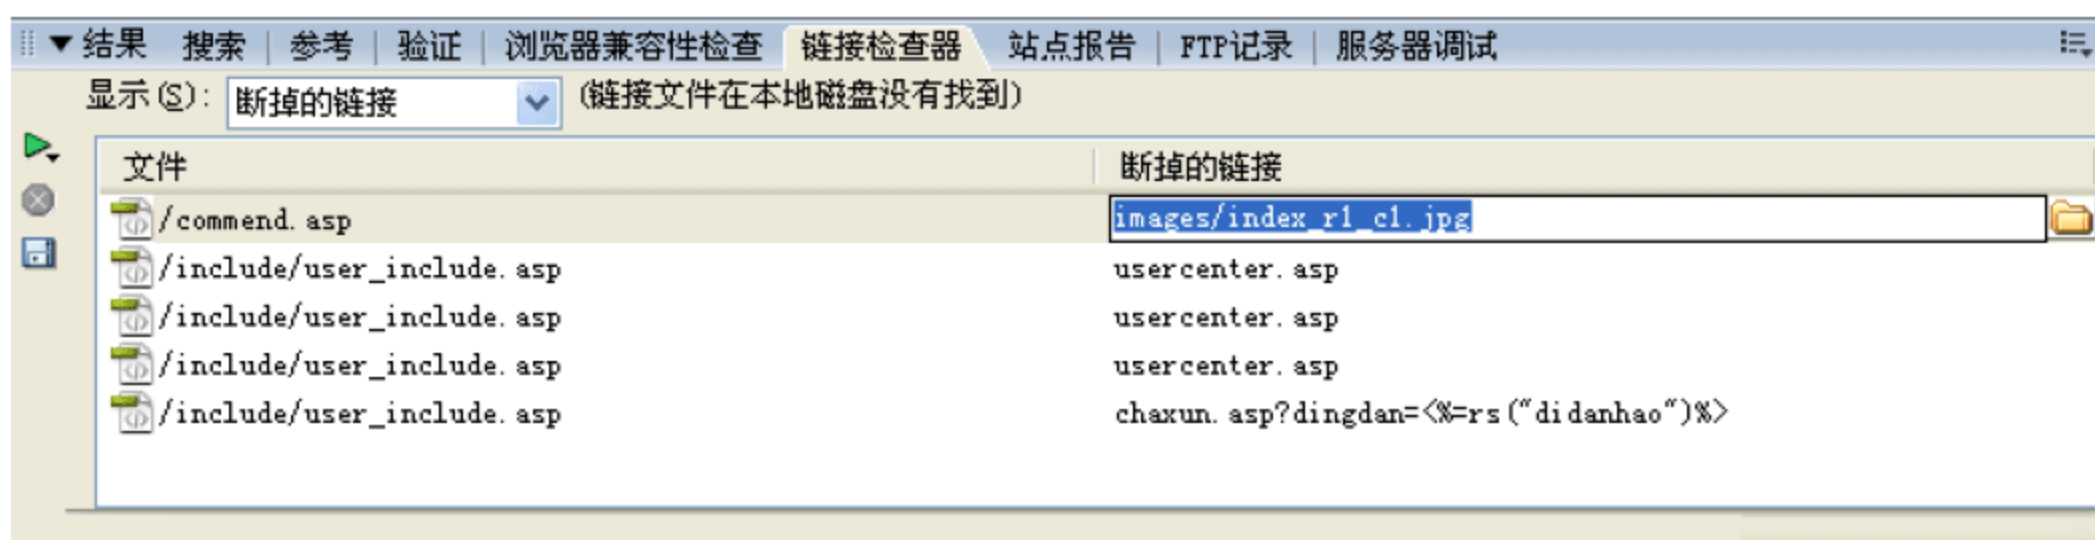 结果 搜索 | 参考 | 验证 | 浏览器兼容性检查 链接检查器 站点报告 | FTP记录 | 服务器调试
显示(S): 断掉的链接 (链接文件在本地磁盘没有找到)
文件 断掉的链接
/commend.asp images/index_r1_c1.jpg
/include/user_include.asp usercenter.asp
/include/user_include.asp usercenter.asp
/include/user_include.asp usercenter.asp
/include/user_include.asp chaxun.asp?dingdan=<%=rs("didanhao")%>